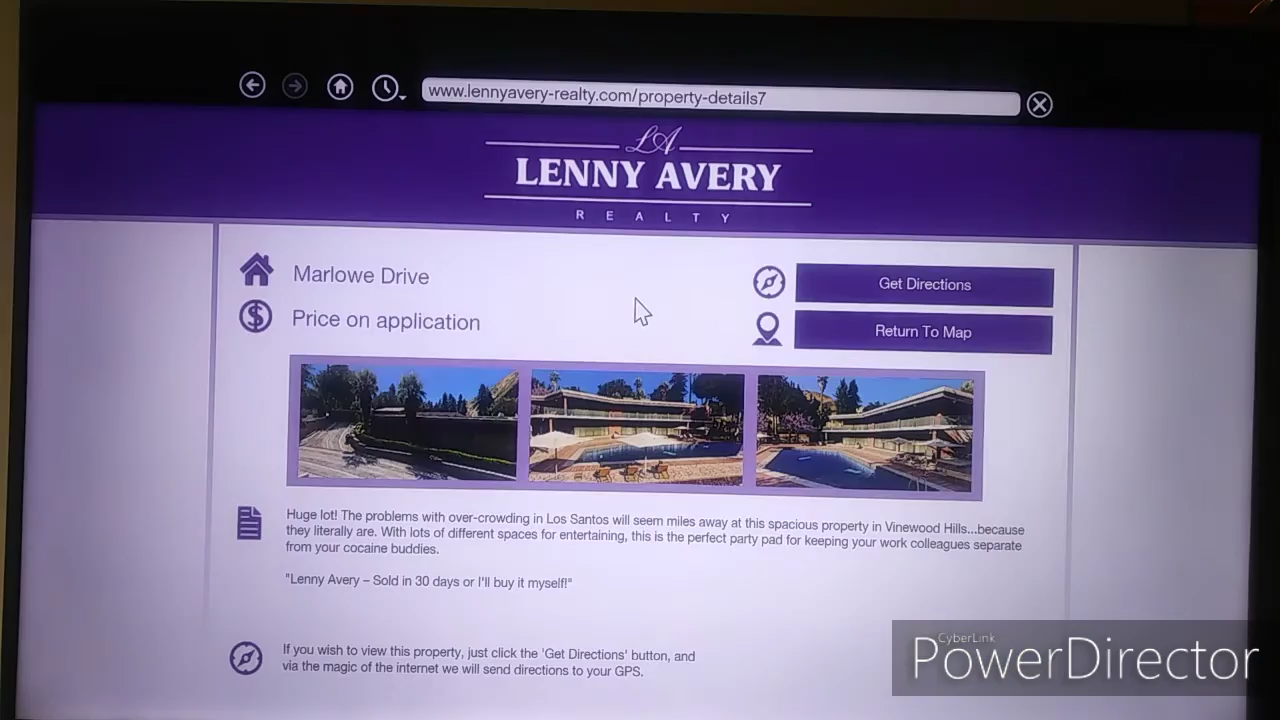 www.lennyavery-realty.com/property-details7
LA
LENNY AVERY
REALTY
Marlowe Drive
Get Directions
Price on application
Return To Map
Huge lot! The problems with over-crowding in Los Santos will seem miles away at this spacious property in Vinewood Hills...because
they literally are. With lots of different spaces for entertaining, this is the perfect party pad for keeping your work colleagues separate
from your cocaine buddies.
"Lenny Avery – Sold in 30 days or I'll buy it myself!"
If you wish to view this property, just click the 'Get Directions' button, and
via the magic of the internet we will send directions to your GPS.
CyberLink
PowerDirector